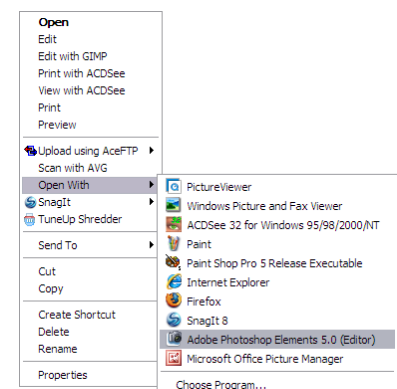 Open
Edit
Edit with GIMP
Print with ACDSee
View with ACDSee
Print
Preview
Upload using AceFTP
Scan with AVG
Open With
SnagIt
TuneUp Shredder
Send To
Cut
Copy
Create Shortcut
Delete
Rename
Properties
PictureViewer
Windows Picture and Fax Viewer
ACDSee 32 for Windows 95/98/2000/NT
Paint
Paint Shop Pro 5 Release Executable
Internet Explorer
Firefox
SnagIt 8
Adobe Photoshop Elements 5.0 (Editor)
Microsoft Office Picture Manager
Choose Program...